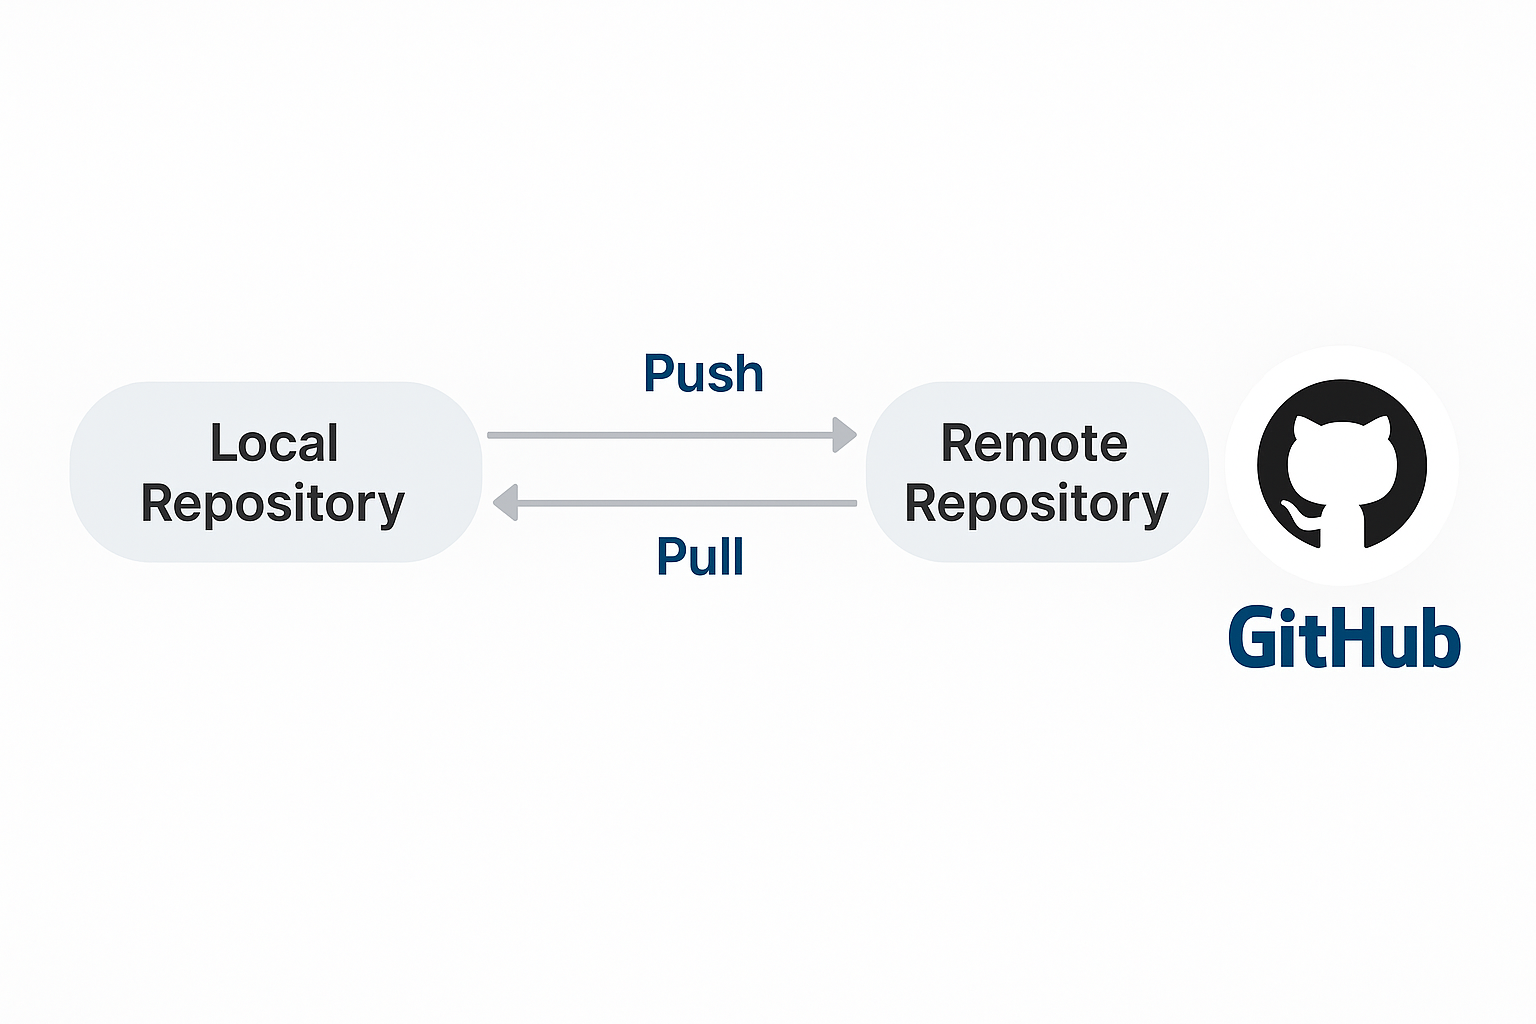 Push
Local
Repository
Remote
Repository
Pull
GitHub